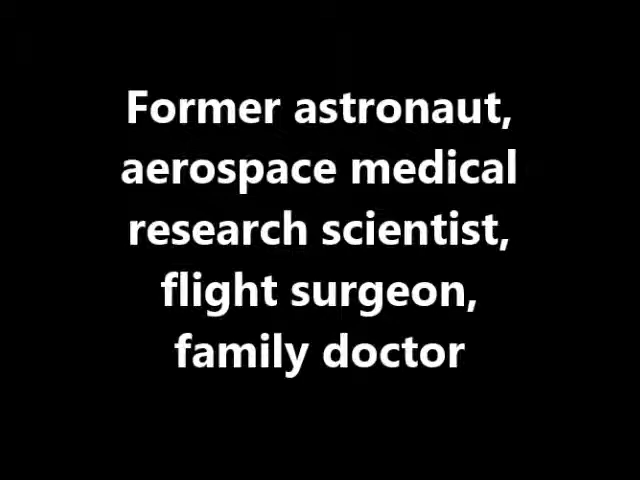 Former astronaut,
aerospace medical
research scientist,
flight surgeon,
family doctor